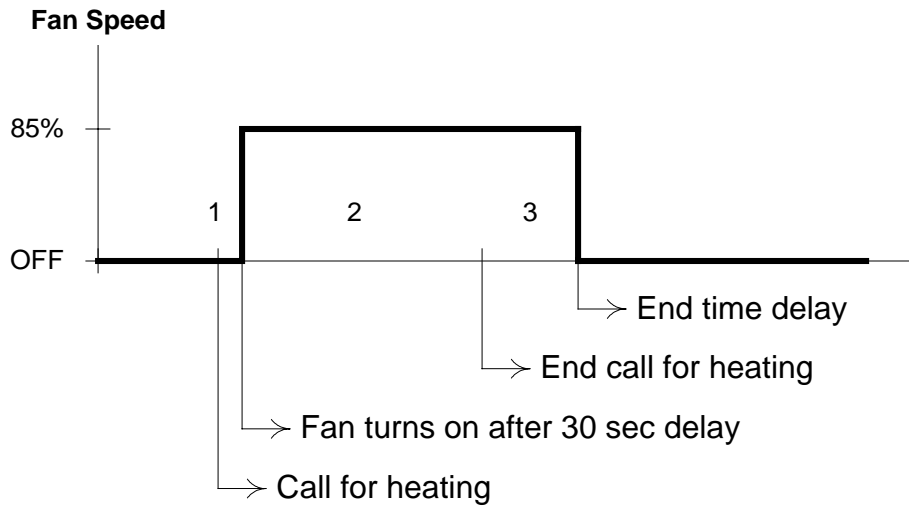 Fan Speed
85%
1 2 3
OFF
End time delay
End call for heating
Fan turns on after 30 sec delay
Call for heating